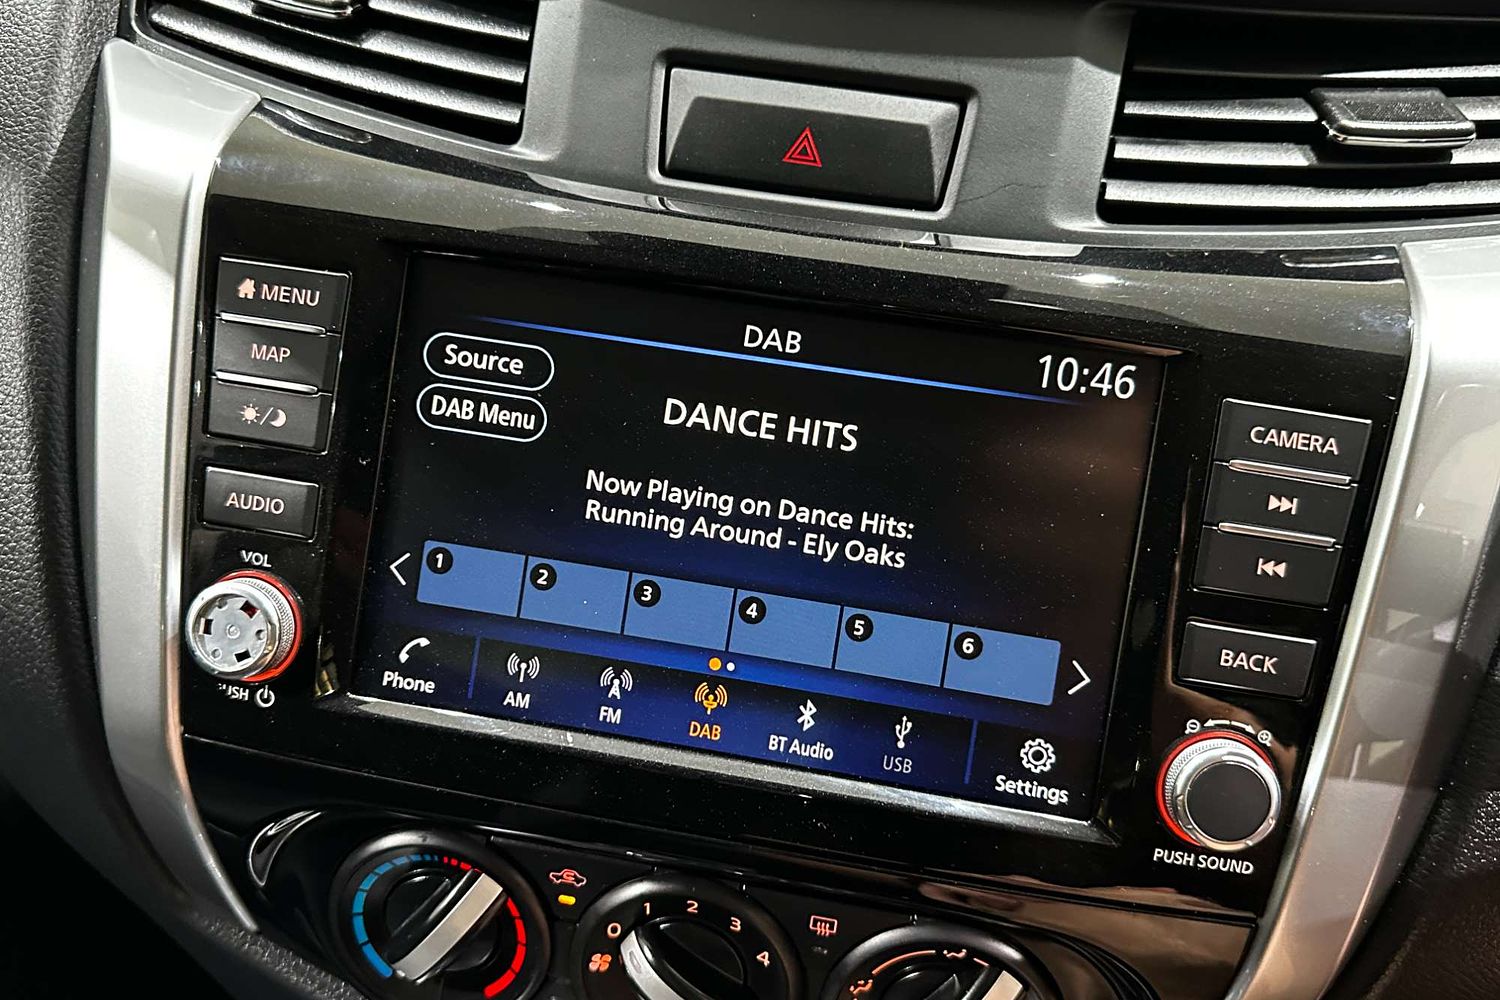 MENU
MAP
AUDIO
VOL
PUSH
DAB
10:46
Source
DAB Menu
DANCE HITS
Now Playing on Dance Hits:
Running Around - Ely Oaks
1 2 3 4 5 6
Phone
AM
FM
DAB
BT Audio
USB
Settings
CAMERA
BACK
PUSH SOUND
0 1 2 3 4